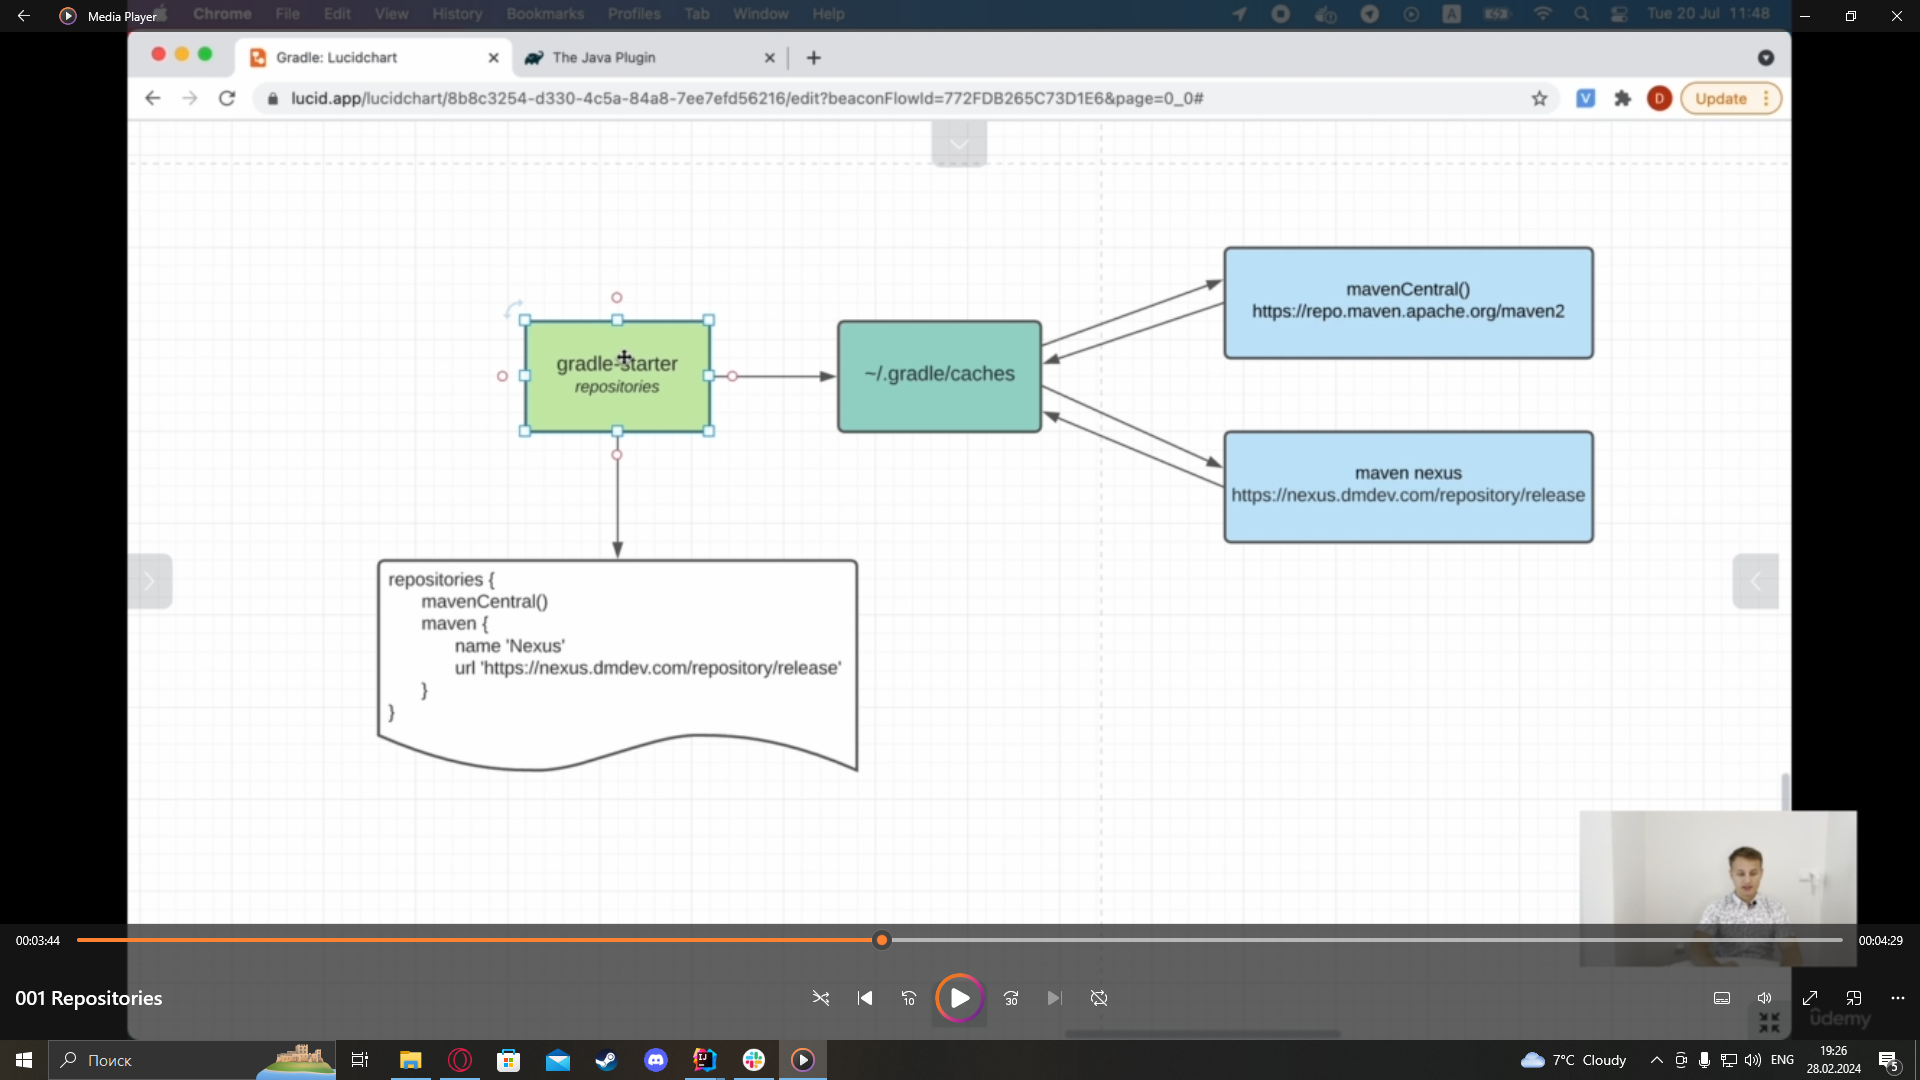 Media Player
Chrome File Edit View History Bookmarks Profiles Tab Window Help
A
Tue 20 Jul 11:48
Gradle: Lucidchart
The Java Plugin
lucid.app/lucidchart/8b8c3254-d330-4c5a-84a8-7ee7efd56216/edit?beaconFlowId=772FDB265C73D1E6&page=0_0#
V
D
Update
gradle-starter
repositories
~/.gradle/caches
mavenCentral()
https://repo.maven.apache.org/maven2
maven nexus
https://nexus.dmdev.com/repository/release
repositories {
mavenCentral()
maven {
name 'Nexus'
url 'https://nexus.dmdev.com/repository/release'
}
}
00:03:44
00:04:29
001 Repositories
10
30
ûdemy
Поиск
IJ
7°C Cloudy
ENG
19:26
28.02.2024
5